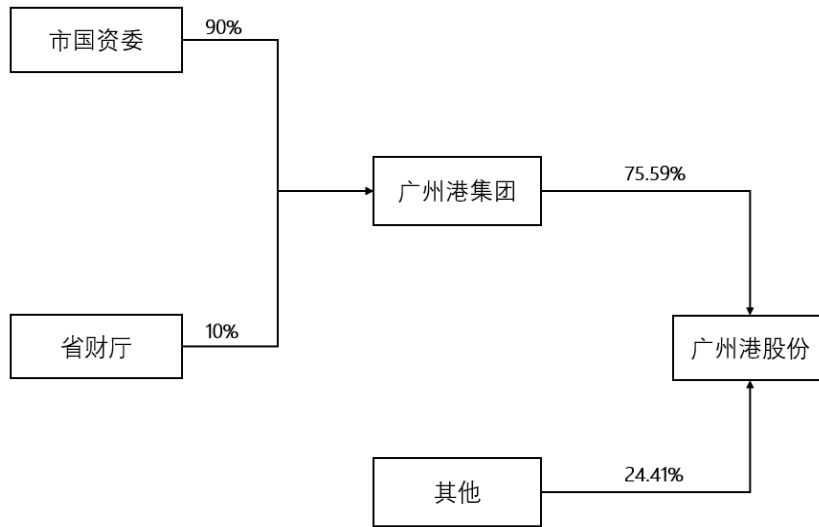 市国资委
90%
广州港集团
75.59%
省财厅
10%
广州港股份
其他
24.41%